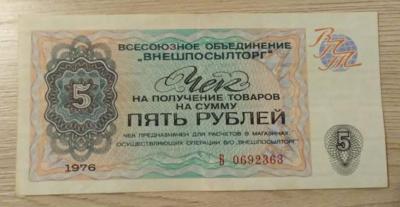 ВСЕСОЮЗНОЕ ОБЪЕДИНЕНИЕ
"ВНЕШПОСЫЛТОРГ"
ВПТ
Чек
НА ПОЛУЧЕНИЕ ТОВАРОВ
НА СУММУ
5 ПЯТЬ РУБЛЕЙ
ЧЕК ПРЕДНАЗНАЧЕН ДЛЯ РАСЧЕТОВ В МАГАЗИНАХ,
ОСУЩЕСТВЛЯЮЩИХ ОПЕРАЦИИ В/О „ВНЕШПОСЫЛТОРГ"
5
1976
Б 0692363